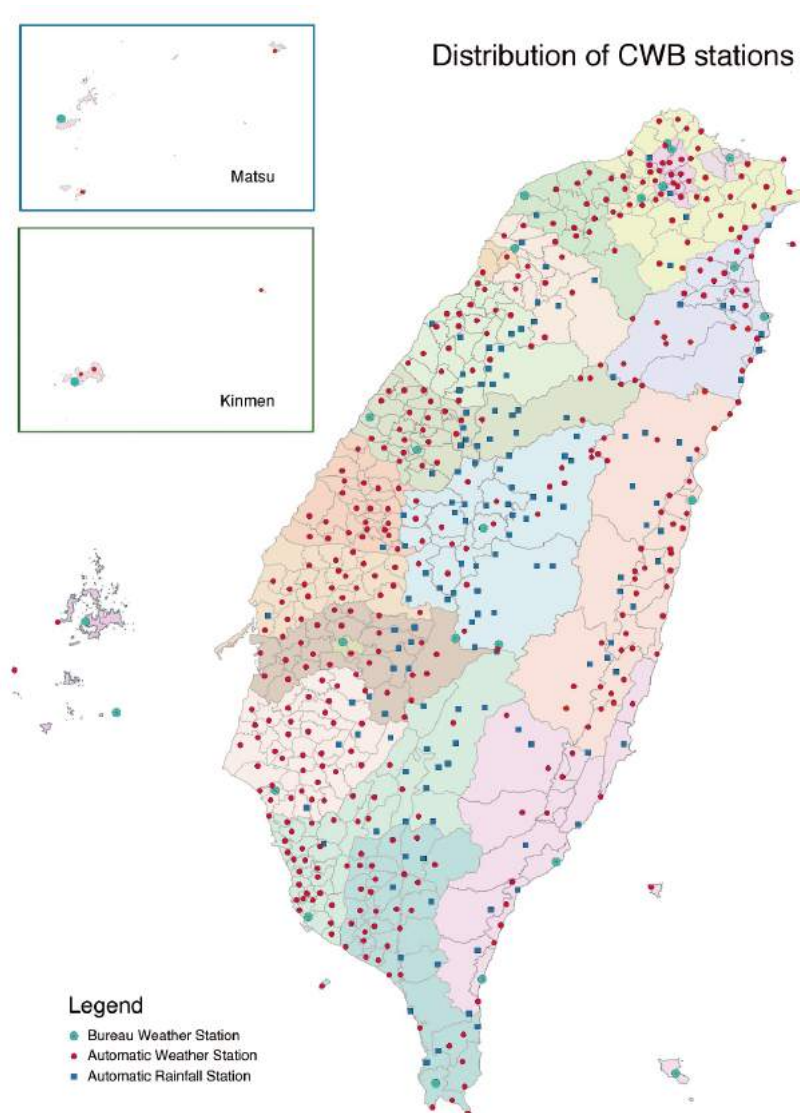 Distribution of CWB stations
Matsu
Kinmen
Legend
Bureau Weather Station
Automatic Weather Station
Automatic Rainfall Station